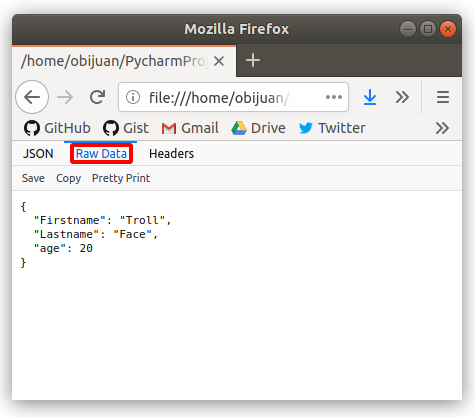 Mozilla Firefox
/home/obijuan/PycharmPro
file:///home/obijuan/
GitHub Gist Gmail Drive Twitter
JSON Raw Data Headers
Save Copy Pretty Print
{
"Firstname": "Troll",
"Lastname": "Face",
"age": 20
}